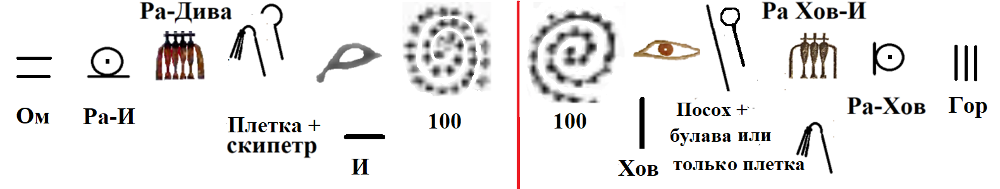 Ра-Дива
Ом
Ра-И
Плетка +
скипетр
И
100
100
Хов
Посох +
булава или
только плетка
Ра Хов-И
Ра-Хов
Гор